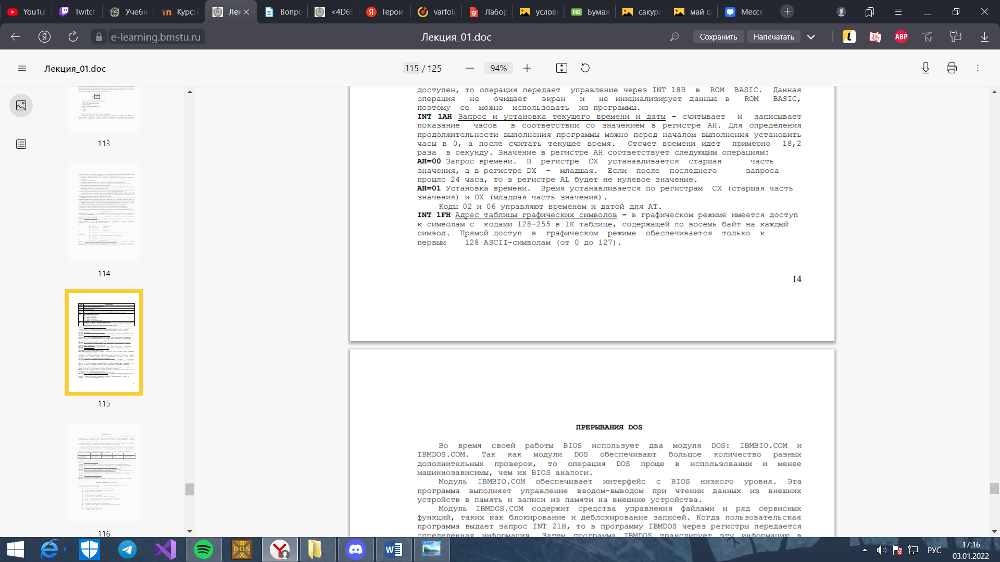 YouTu
Twitch
Учебн
Курс: С
Лек
Вопро
<4D69
Герои
varfolo
Лабор
услови
Бумаж
сакура
май са
Мессе
e-learning.bmstu.ru
Лекция_01.doc
Сохранить
Напечатать
ABP
Лекция_01.doc
115 / 125
94%
113
114
115
116
доступен, то операция передает управление через INT 18H в ROM BASIC. Данная
операция не очищает экран и не инициализирует данные в ROM BASIC,
поэтому ее можно использовать из программы.
INT 1AH Запрос и установка текущего времени и даты - считывает и записывает
показание часов в соответствии со значением в регистре AH. Для определения
продолжительности выполнения программы можно перед началом выполнения установить
часы в 0, а после считать текущее время. Отсчет времени идет примерно 18,2
раза в секунду. Значение в регистре AH соответствует следующим операциям:
AH=00 Запрос времени. В регистре CX устанавливается старшая часть
значения, а в регистре DX - младшая. Если после последнего запроса
прошло 24 часа, то в регистре AL будет не нулевое значение.
AH=01 Установка времени. Время устанавливается по регистрам CX (старшая часть
значения) и DX (младшая часть значения).
Коды 02 и 06 управляют временем и датой для AT.
INT 1FH Адрес таблицы графических символов - в графическом режиме имеется доступ
к символам с кодами 128-255 в 1К таблице, содержащей по восемь байт на каждый
символ. Прямой доступ в графическом режиме обеспечивается только к
первым 128 ASCII-символам (от 0 до 127).
14
ПРЕРЫВАНИЯ DOS
Во время своей работы BIOS использует два модуля DOS: IBMBIO.COM и
IBMDOS.COM. Так как модули DOS обеспечивают большое количество разных
дополнительных проверок, то операция DOS проще в использовании и менее
машиннозависимы, чем их BIOS аналоги.
Модуль IBMBIO.COM обеспечивает интерфейс с BIOS низкого уровня. Эта
программа выполняет управление вводом-выводом при чтении данных из внешних
устройств в память и записи из памяти на внешние устройства.
Модуль IBMDOS.COM содержит средства управления файлами и ряд сервисных
функций, таких как блокирование и деблокирование записей. Когда пользовательская
программа выдает запрос INT 21H, то в программу IBMDOS через регистры передается
определенная информация. Затем программа IBMDOS транслирует эту информацию в
РУС
17:16
03.01.2022